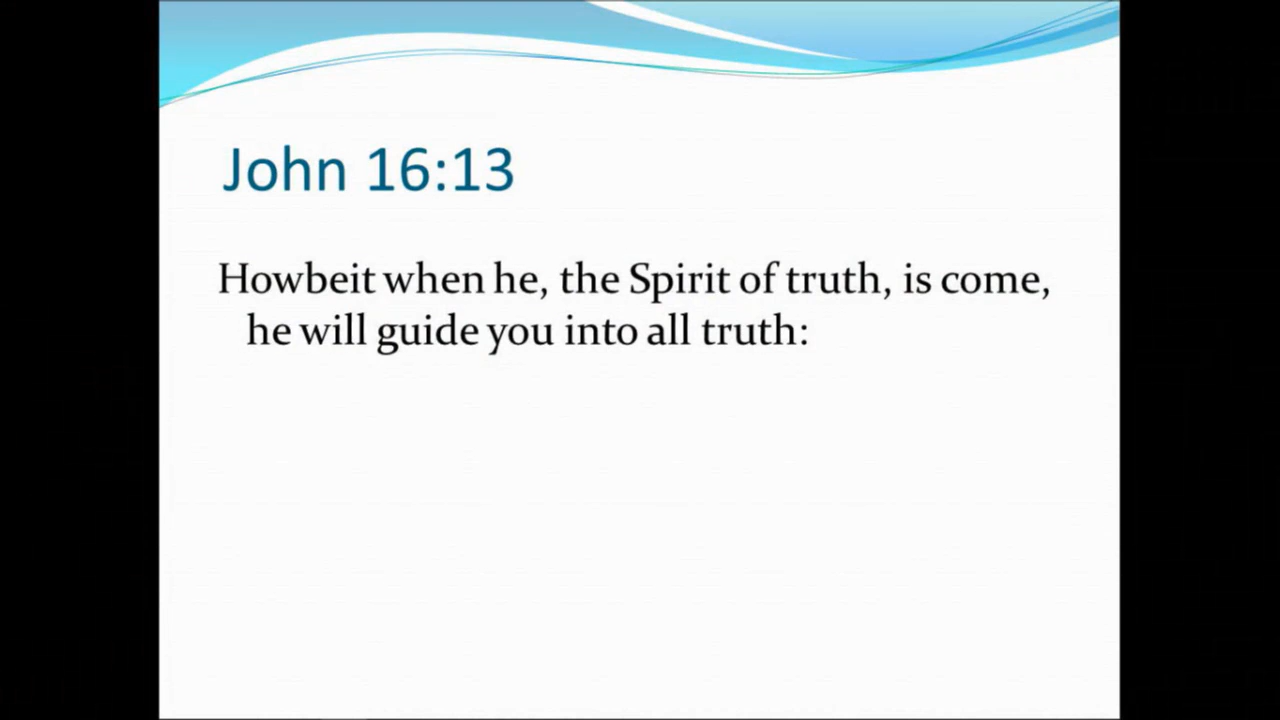 John 16:13
Howbeit when he, the Spirit of truth, is come,
he will guide you into all truth: